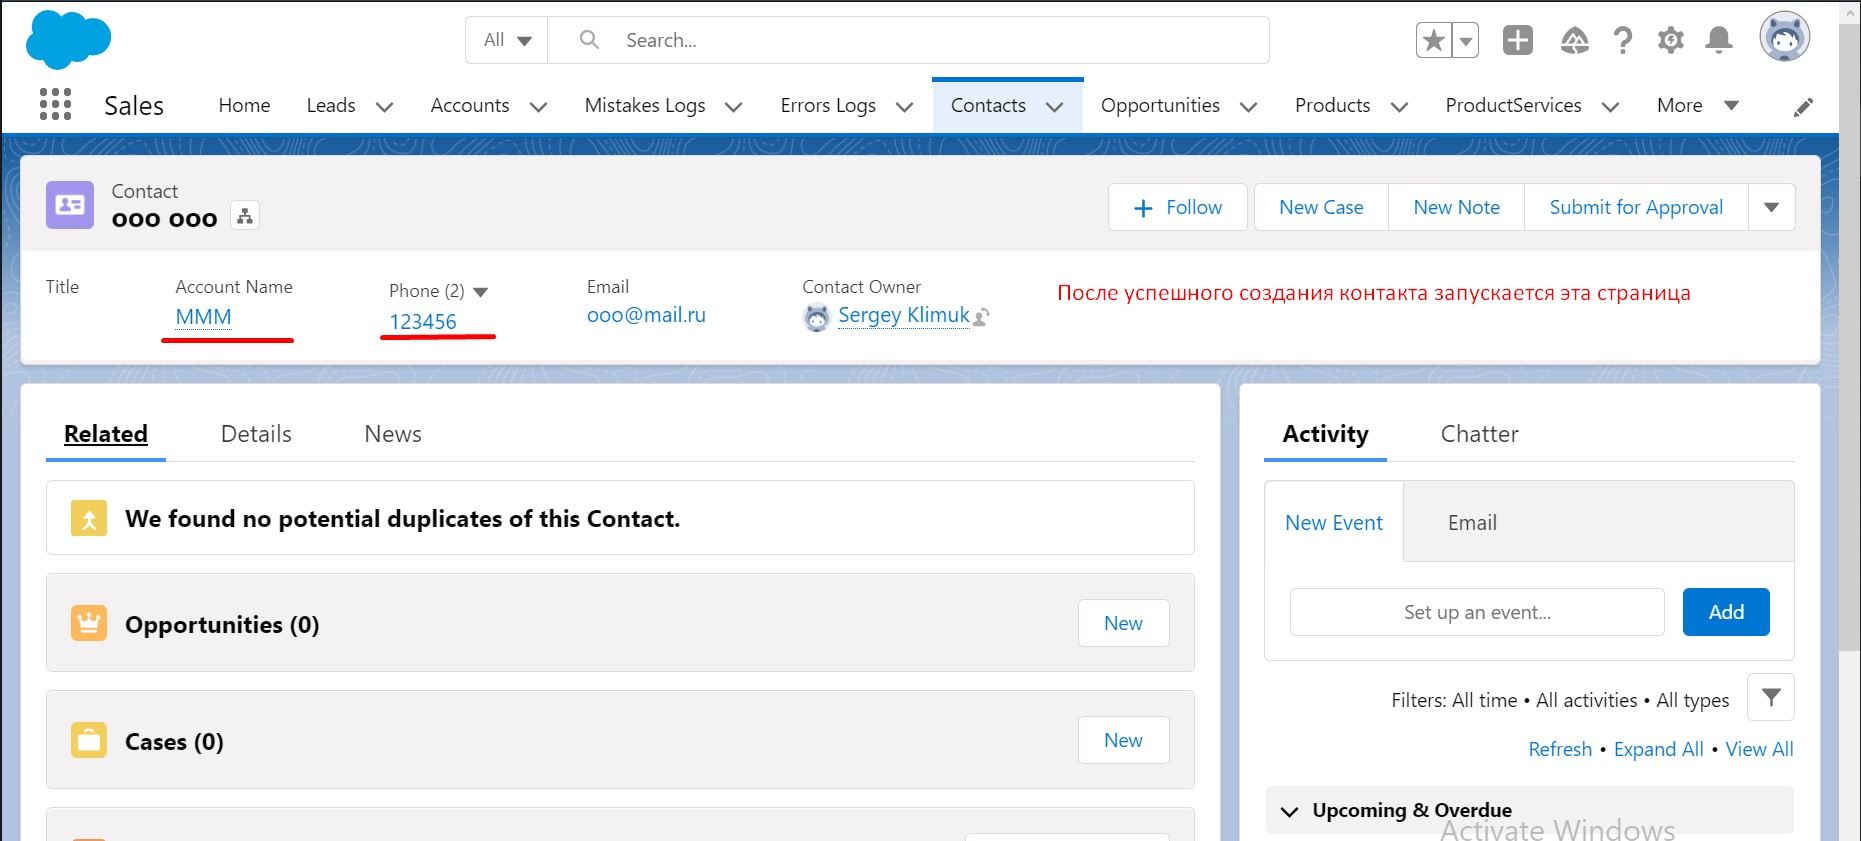 All
Search...
Sales
Home
Leads
Accounts
Mistakes Logs
Errors Logs
Contacts
Opportunities
Products
ProductServices
More
Contact
ooo ooo
Follow
New Case
New Note
Submit for Approval
Title
Account Name
MMM
Phone (2)
123456
Email
ooo@mail.ru
Contact Owner
Sergey Klimuk
После успешного создания контакта запускается эта страница
Related
Details
News
We found no potential duplicates of this Contact.
Opportunities (0)
New
Cases (0)
New
Activity
Chatter
New Event
Email
Set up an event...
Add
Filters: All time • All activities • All types
Refresh • Expand All • View All
Upcoming & Overdue
Activate Windows